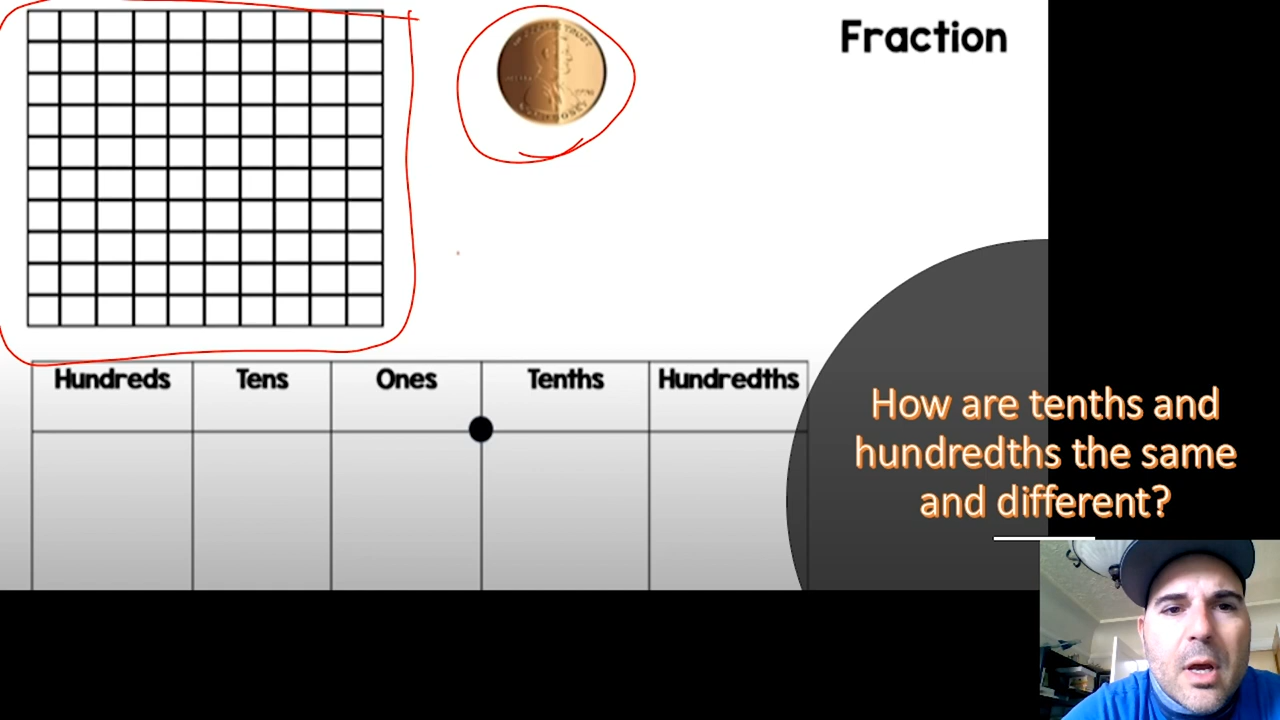 Fraction
Hundreds Tens Ones Tenths Hundredths
How are tenths and
hundredths the same
and different?